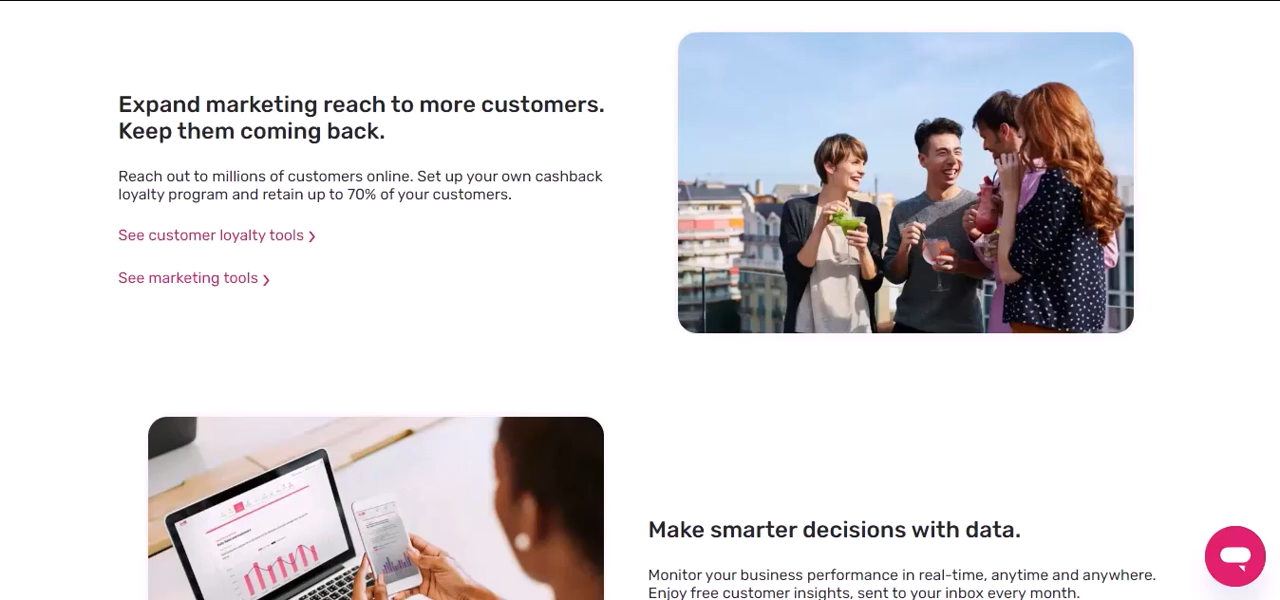 Expand marketing reach to more customers.
Keep them coming back.
Reach out to millions of customers online. Set up your own cashback
loyalty program and retain up to 70% of your customers.
See customer loyalty tools
See marketing tools
Make smarter decisions with data.
Monitor your business performance in real-time, anytime and anywhere.
Enjoy free customer insights, sent to your inbox every month.